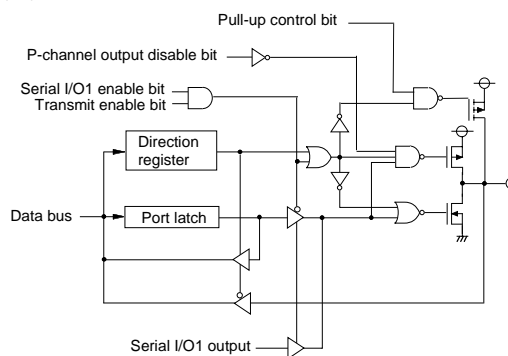 Pull-up control bit
P-channel output disable bit
Serial I/O1 enable bit
Transmit enable bit
Direction
register
Data bus
Port latch
Serial I/O1 output